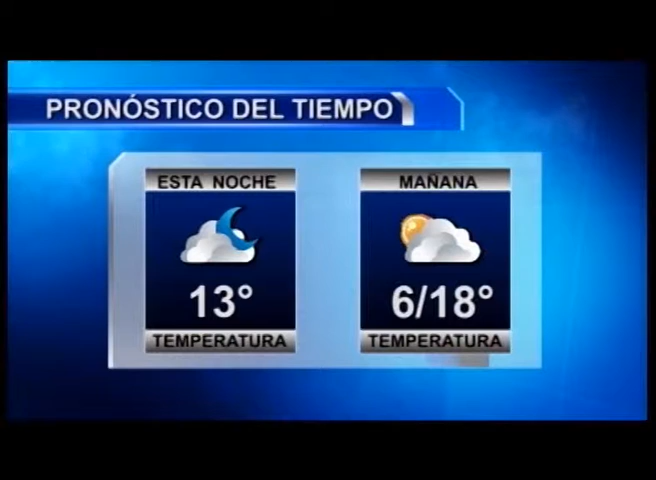 PRONÓSTICO DEL TIEMPO
ESTA NOCHE
13°
TEMPERATURA
MAÑANA
6/18°
TEMPERATURA